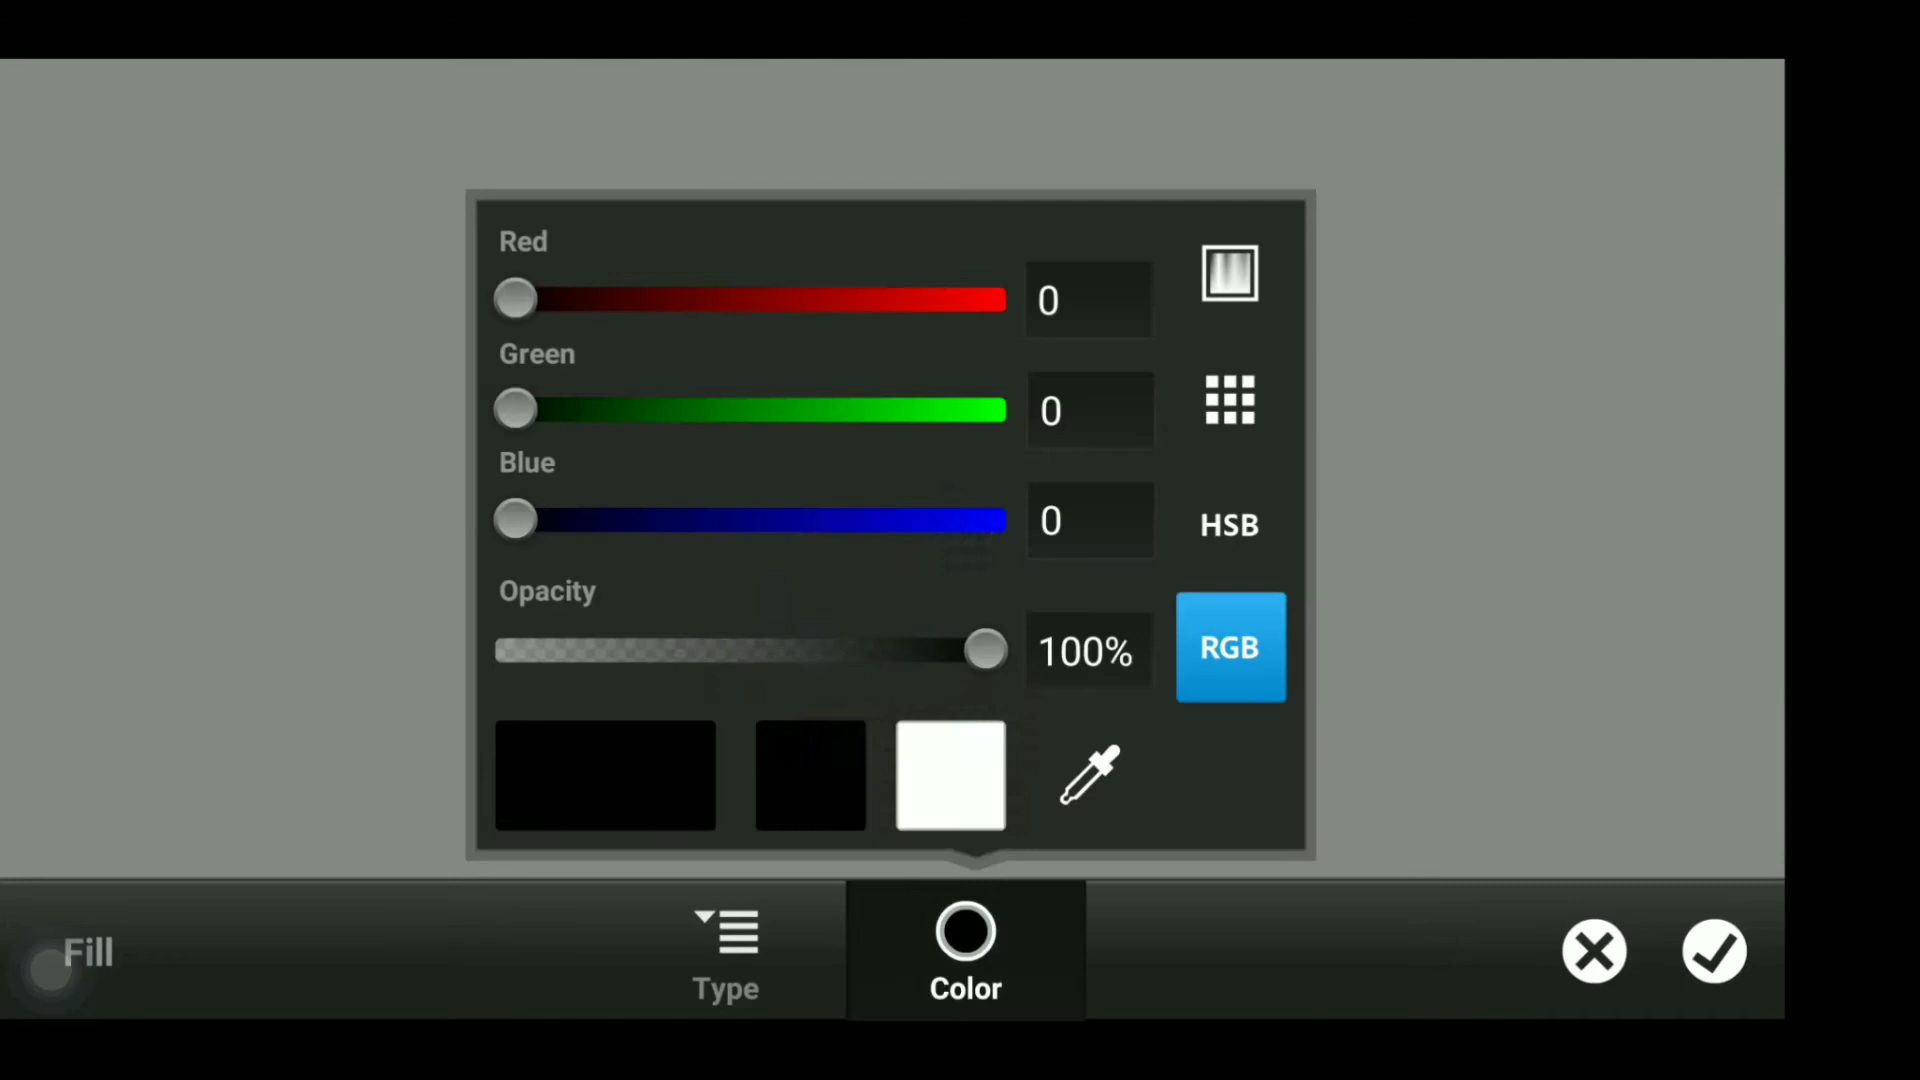 Red
0
Green
0
Blue
0
HSB
Opacity
100%
RGB
Fill
Type
Color